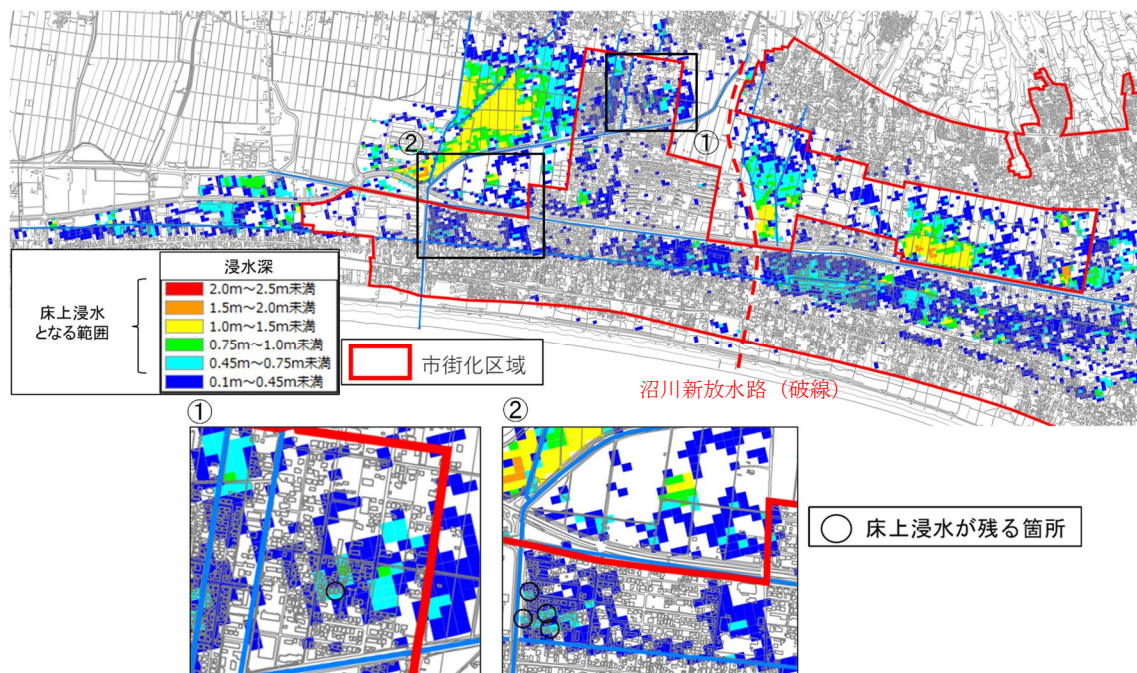 ①
②
床上浸水
となる範囲
浸水深
2.0m～2.5m未満
1.5m～2.0m未満
1.0m～1.5m未満
0.75m～1.0m未満
0.45m～0.75m未満
0.1m～0.45m未満
市街化区域
沼川新放水路（破線）
①
②
床上浸水が残る箇所